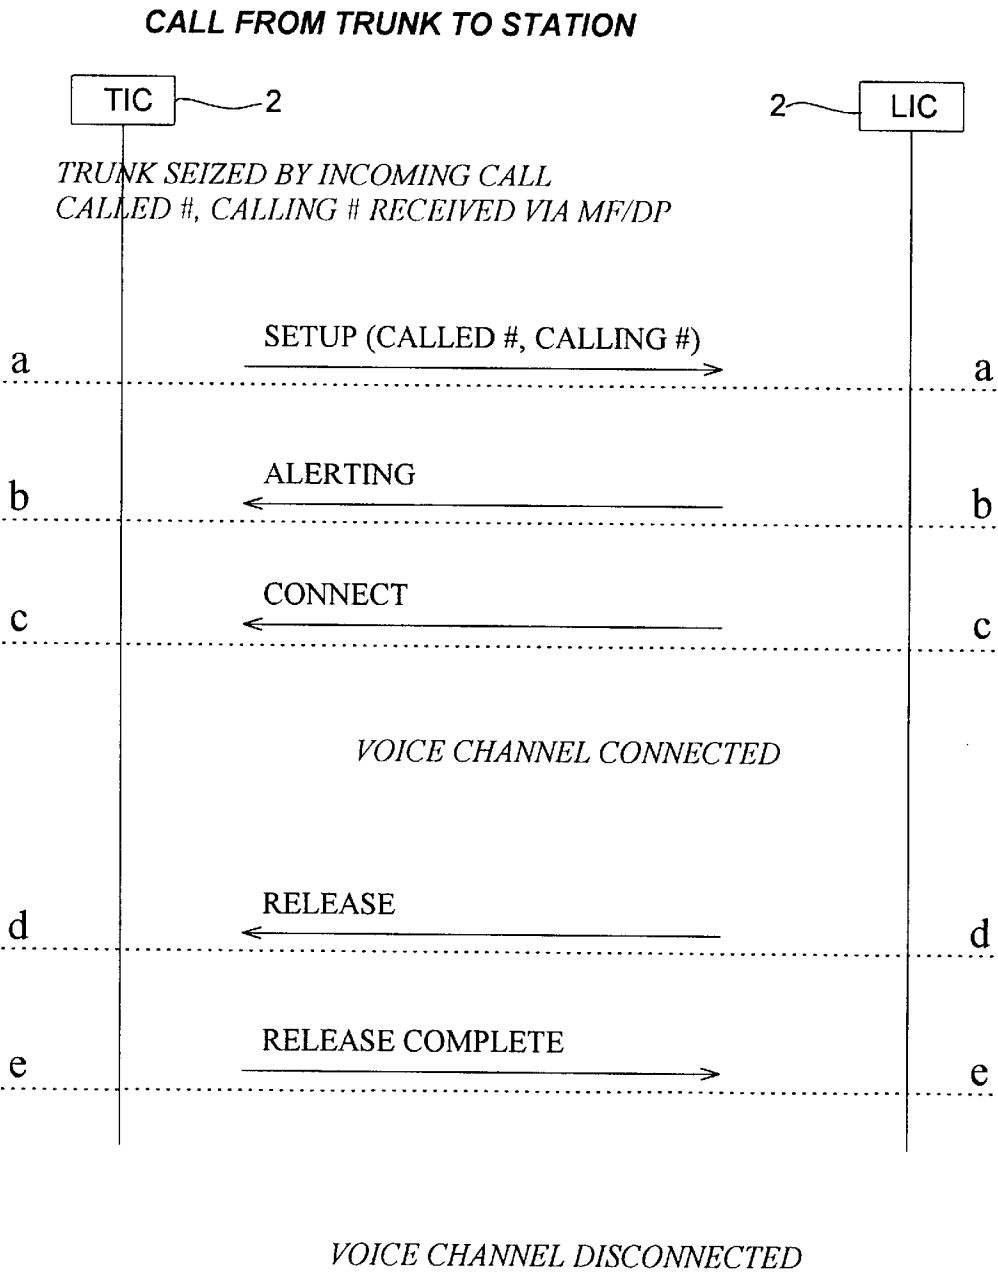 CALL FROM TRUNK TO STATION
TIC 2 2 LIC
TRUNK SEIZED BY INCOMING CALL
CALLED #, CALLING # RECEIVED VIA MF/DP
SETUP (CALLED #, CALLING #)
a a
ALERTING
b b
CONNECT
c c
VOICE CHANNEL CONNECTED
RELEASE
d d
RELEASE COMPLETE
e e
VOICE CHANNEL DISCONNECTED